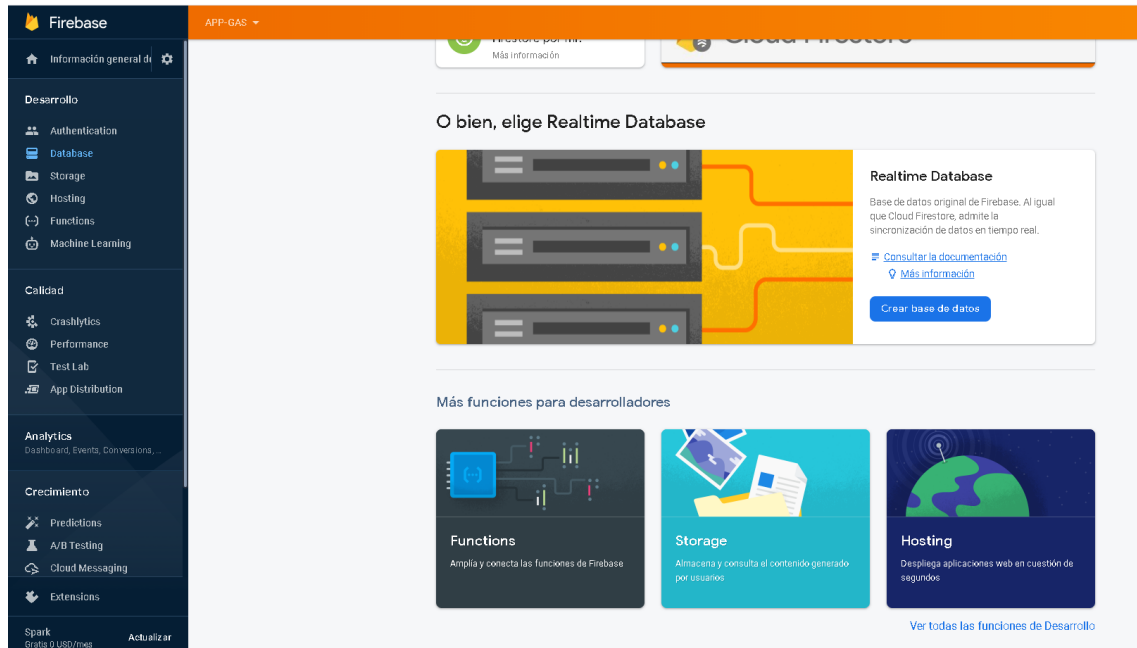 Firebase
APP-GAS
Información general de
Desarrollo
Authentication
Database
Storage
Hosting
Functions
Machine Learning
Calidad
Crashlytics
Performance
Test Lab
App Distribution
Analytics
Dashboard, Events, Conversions, ...
Crecimiento
Predictions
A/B Testing
Cloud Messaging
Extensions
Spark
Gratis 0 USD/mes
Actualizar
Firestore por mí?
Más información
Cloud Firestore
O bien, elige Realtime Database
Realtime Database
Base de datos original de Firebase. Al igual
que Cloud Firestore, admite la
sincronización de datos en tiempo real.
Consultar la documentación
Más información
Crear base de datos
Más funciones para desarrolladores
Functions
Amplía y conecta las funciones de Firebase
Storage
Almacena y consulta el contenido generado
por usuarios
Hosting
Despliega aplicaciones web en cuestión de
segundos
Ver todas las funciones de Desarrollo